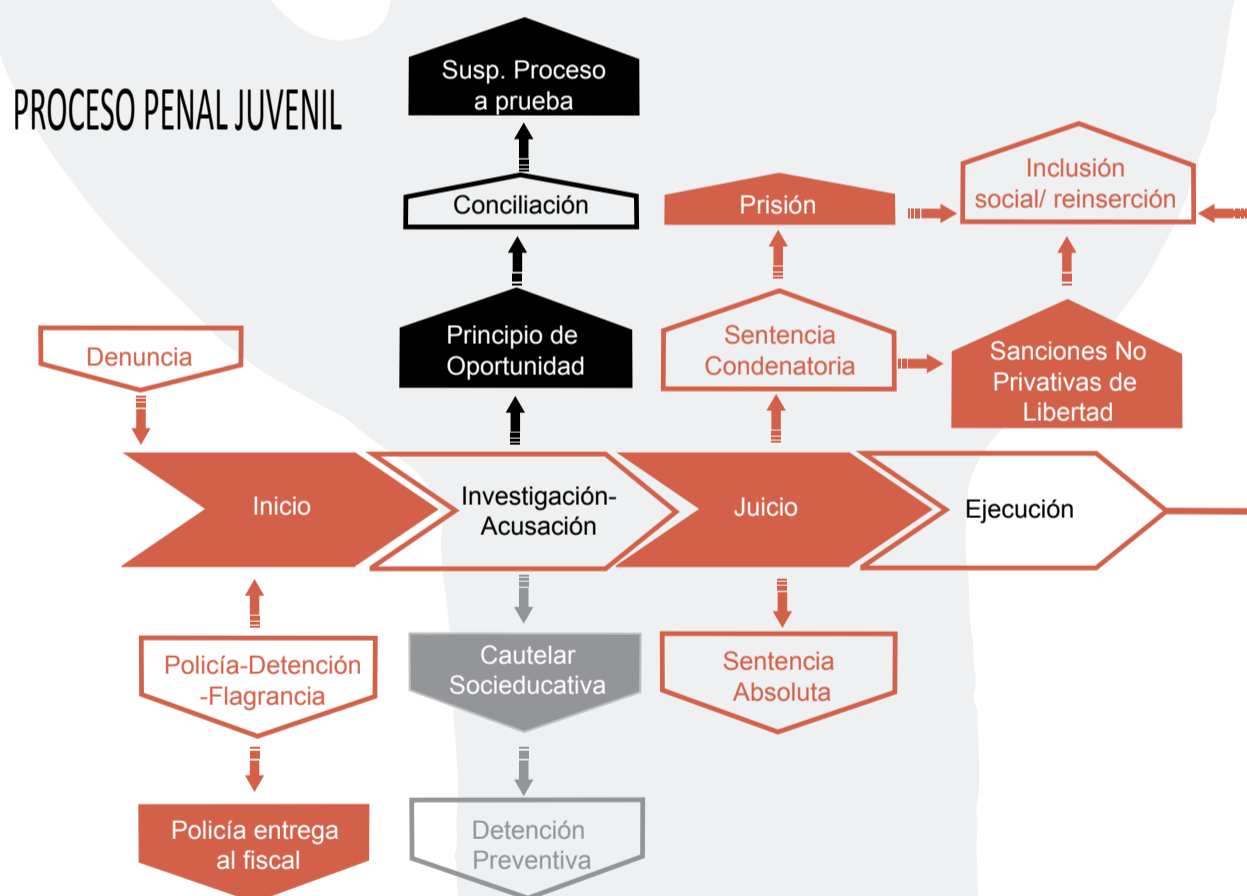 PROCESO PENAL JUVENIL
Susp. Proceso
a prueba
Conciliación
Prisión
Inclusión
social/ reinserción
Denuncia
Principio de
Oportunidad
Sentencia
Condenatoria
Sanciones No
Privativas de
Libertad
Inicio
Investigación-
Acusación
Juicio
Ejecución
Policía-Detención
-Flagrancia
Cautelar
Socieducativa
Sentencia
Absoluta
Policía entrega
al fiscal
Detención
Preventiva